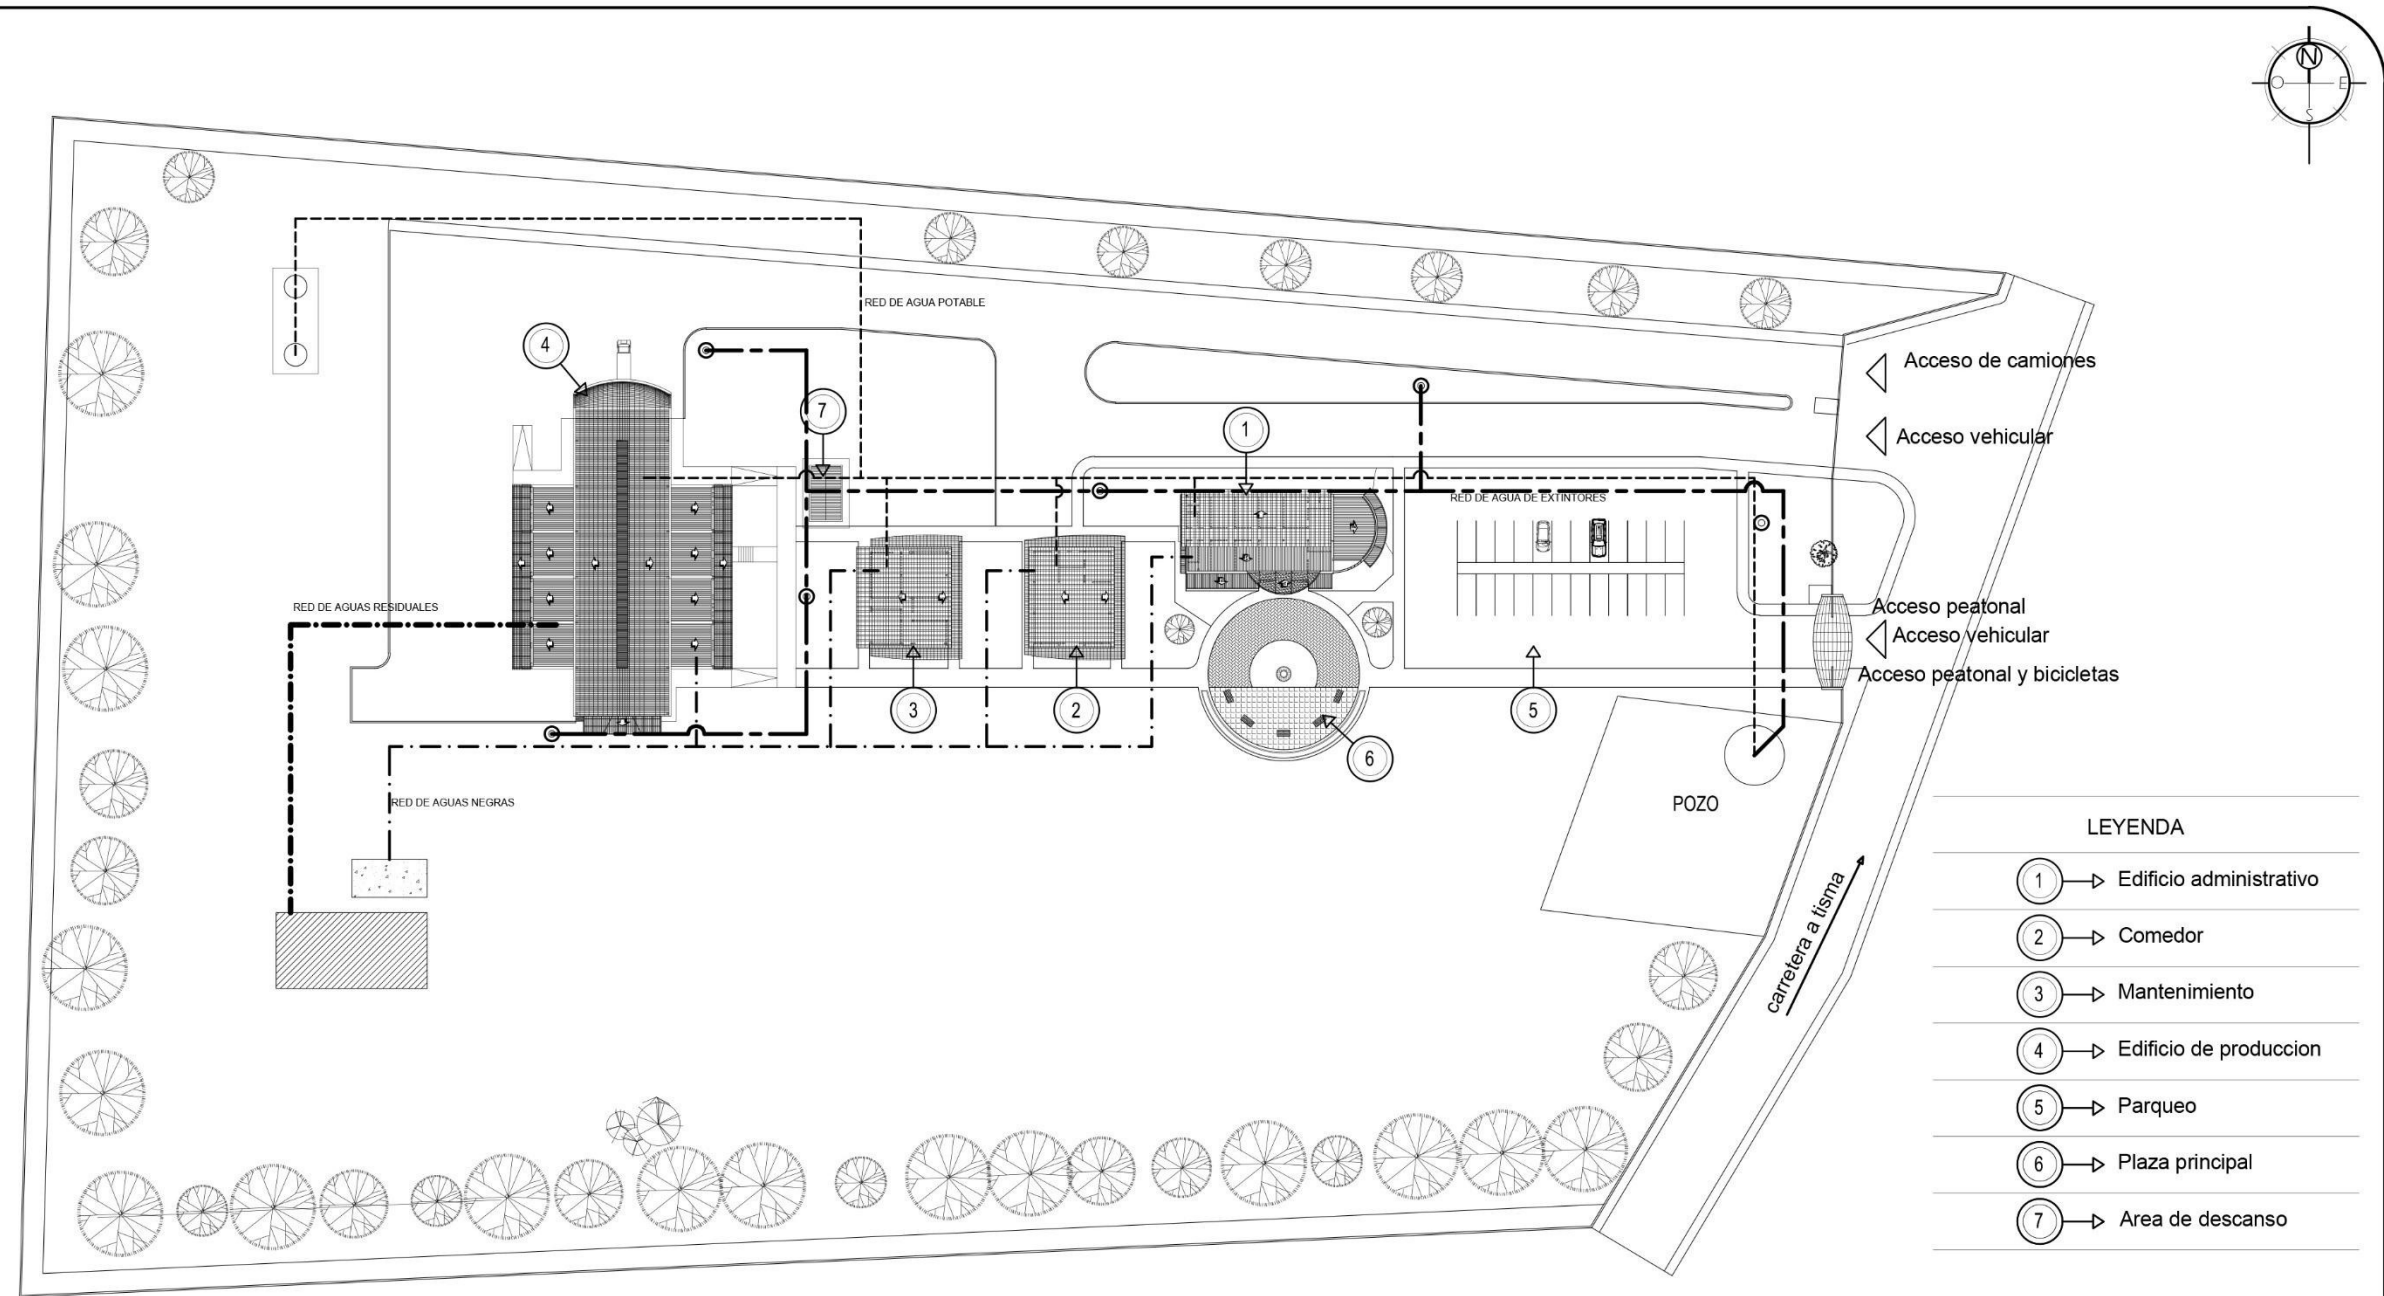 N
O
E
S
RED DE AGUA POTABLE
4
7
1
Acceso de camiones
Acceso vehicular
RED DE AGUA DE EXTINTORES
RED DE AGUAS RESIDUALES
Acceso peatonal
Acceso vehicular
Acceso peatonal y bicicletas
3
2
5
6
RED DE AGUAS NEGRAS
POZO
carretera a tisma
LEYENDA
1 Edificio administrativo
2 Comedor
3 Mantenimiento
4 Edificio de produccion
5 Parqueo
6 Plaza principal
7 Area de descanso